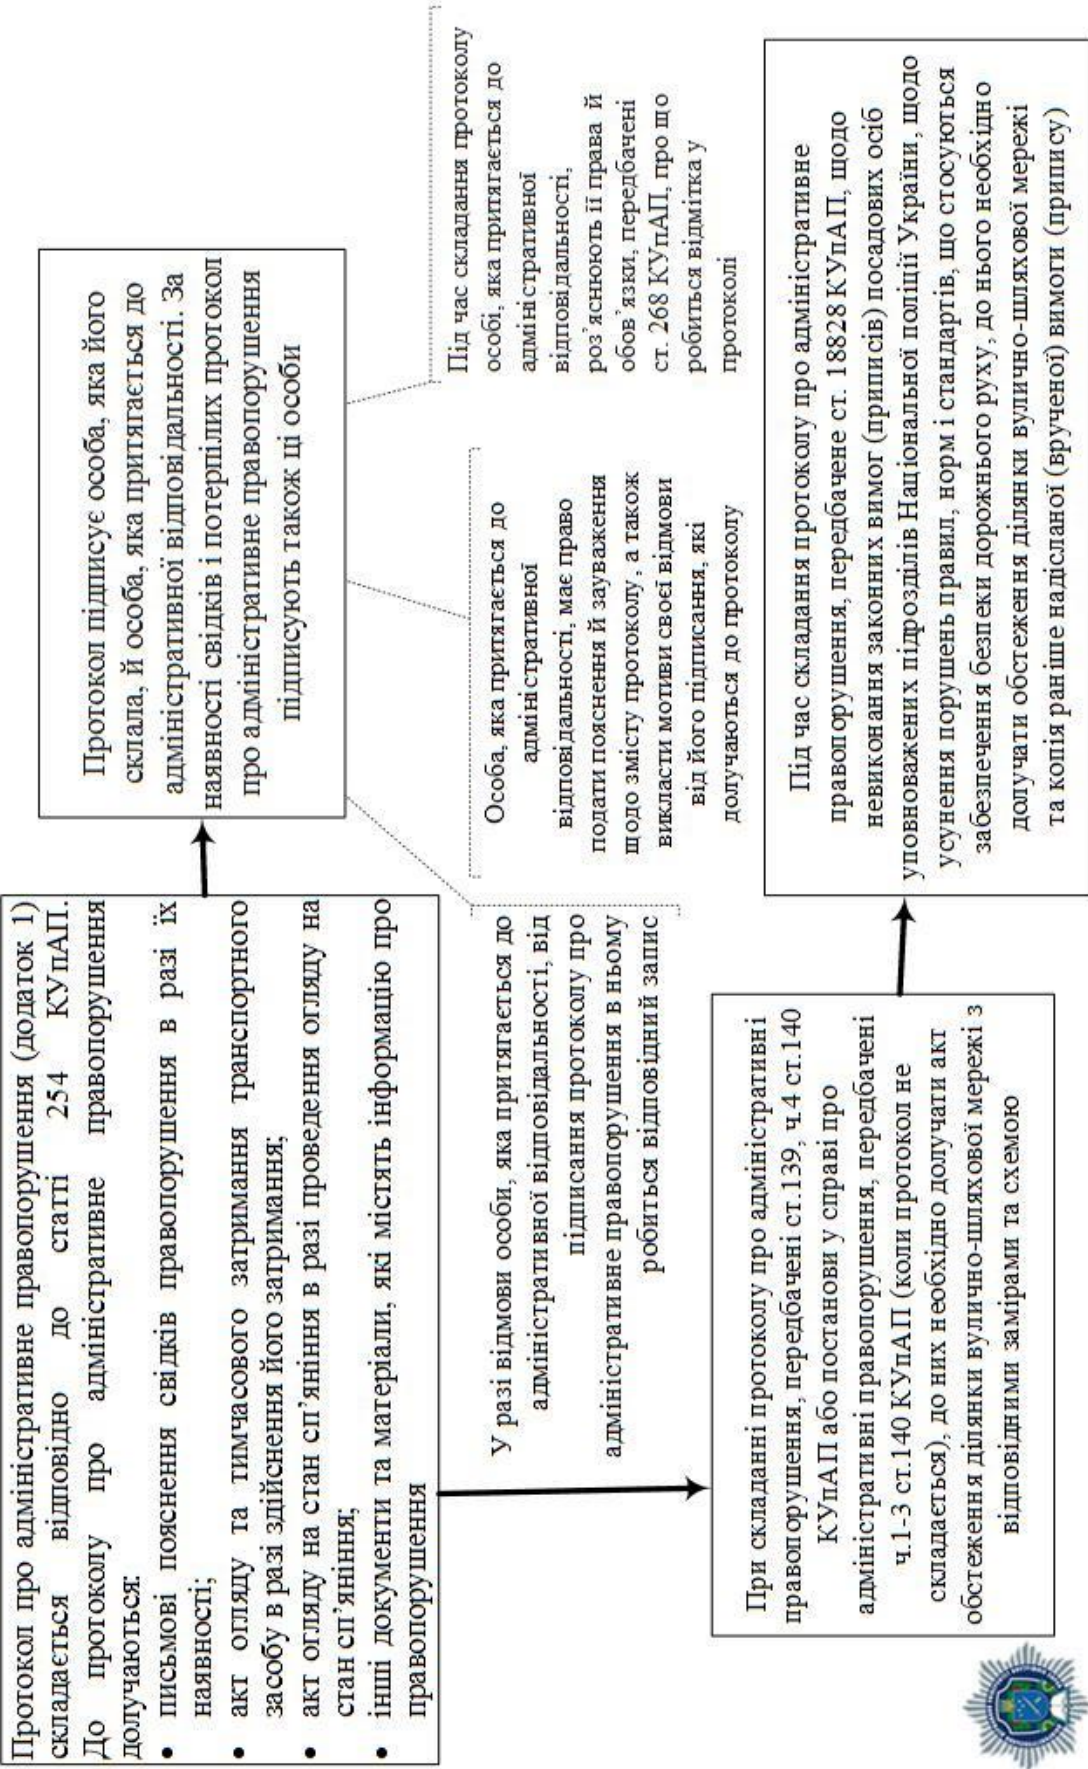 Протокол про адміністративне правопорушення (додаток 1)
складається відповідно до статті 254 КУпАП.
До протоколу про адміністративне правопорушення
долучаються:
• письмові пояснення свідків правопорушення в разі їх
наявності;
• акт огляду та тимчасового затримання транспортного
засобу в разі здійснення його затримання;
• акт огляду на стан сп’яніння в разі проведення огляду на
стан сп’яніння;
• інші документи та матеріали, які містять інформацію про
правопорушення
Протокол підписує особа, яка його
склала, й особа, яка притягається до
адміністративної відповідальності. За
наявності свідків і потерпілих протокол
про адміністративне правопорушення
підписують також ці особи
У разі відмови особи, яка притягається до
адміністративної відповідальності, від
підписання протоколу про
адміністративне правопорушення в ньому
робиться відповідний запис
Особа, яка притягається до
адміністративної
відповідальності, має право
подати пояснення й зауваження
щодо змісту протоколу, а також
викласти мотиви своєї відмови
від його підписання, які
долучаються до протоколу
Під час складання протоколу
особі, яка притягається до
адміністративної
відповідальності,
роз’яснюють її права й
обов’язки, передбачені
ст. 268 КУпАП, про що
робиться відмітка у
протоколі
При складанні протоколу про адміністративні
правопорушення, передбачені ст.139, ч.4 ст.140
КУпАП або постанови у справі про
адміністративні правопорушення, передбачені
ч.1-3 ст.140 КУпАП (коли протокол не
складається), до них необхідно долучати акт
обстеження ділянки вулично-шляхової мережі з
відповідними замірами та схемою
Під час складання протоколу про адміністративне
правопорушення, передбачене ст. 18828 КУпАП, щодо
невиконання законних вимог (приписів) посадових осіб
уповноважених підрозділів Національної поліції України, щодо
усунення порушень правил, норм і стандартів, що стосуються
забезпечення безпеки дорожнього руху, до нього необхідно
долучати обстеження ділянки вулично-шляхової мережі
та копія раніше надісланої (врученої) вимоги (припису)